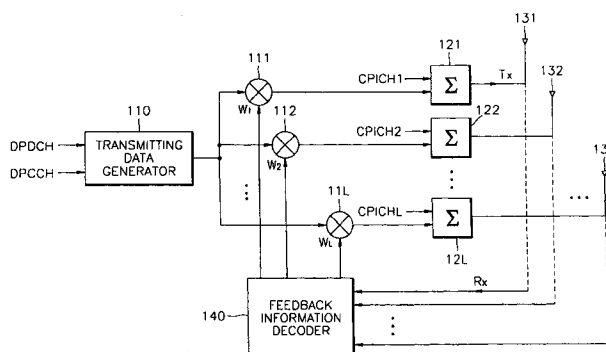 131
111
121
CPICH1
Σ
Tx
132
110
112
122
W1
CPICH2
Σ
DPDCH
TRANSMITTING
DATA
GENERATOR
DPCCH
W2
11L
CPICHL
Σ
WL
12L
Rx
140
FEEDBACK
INFORMATION
DECODER